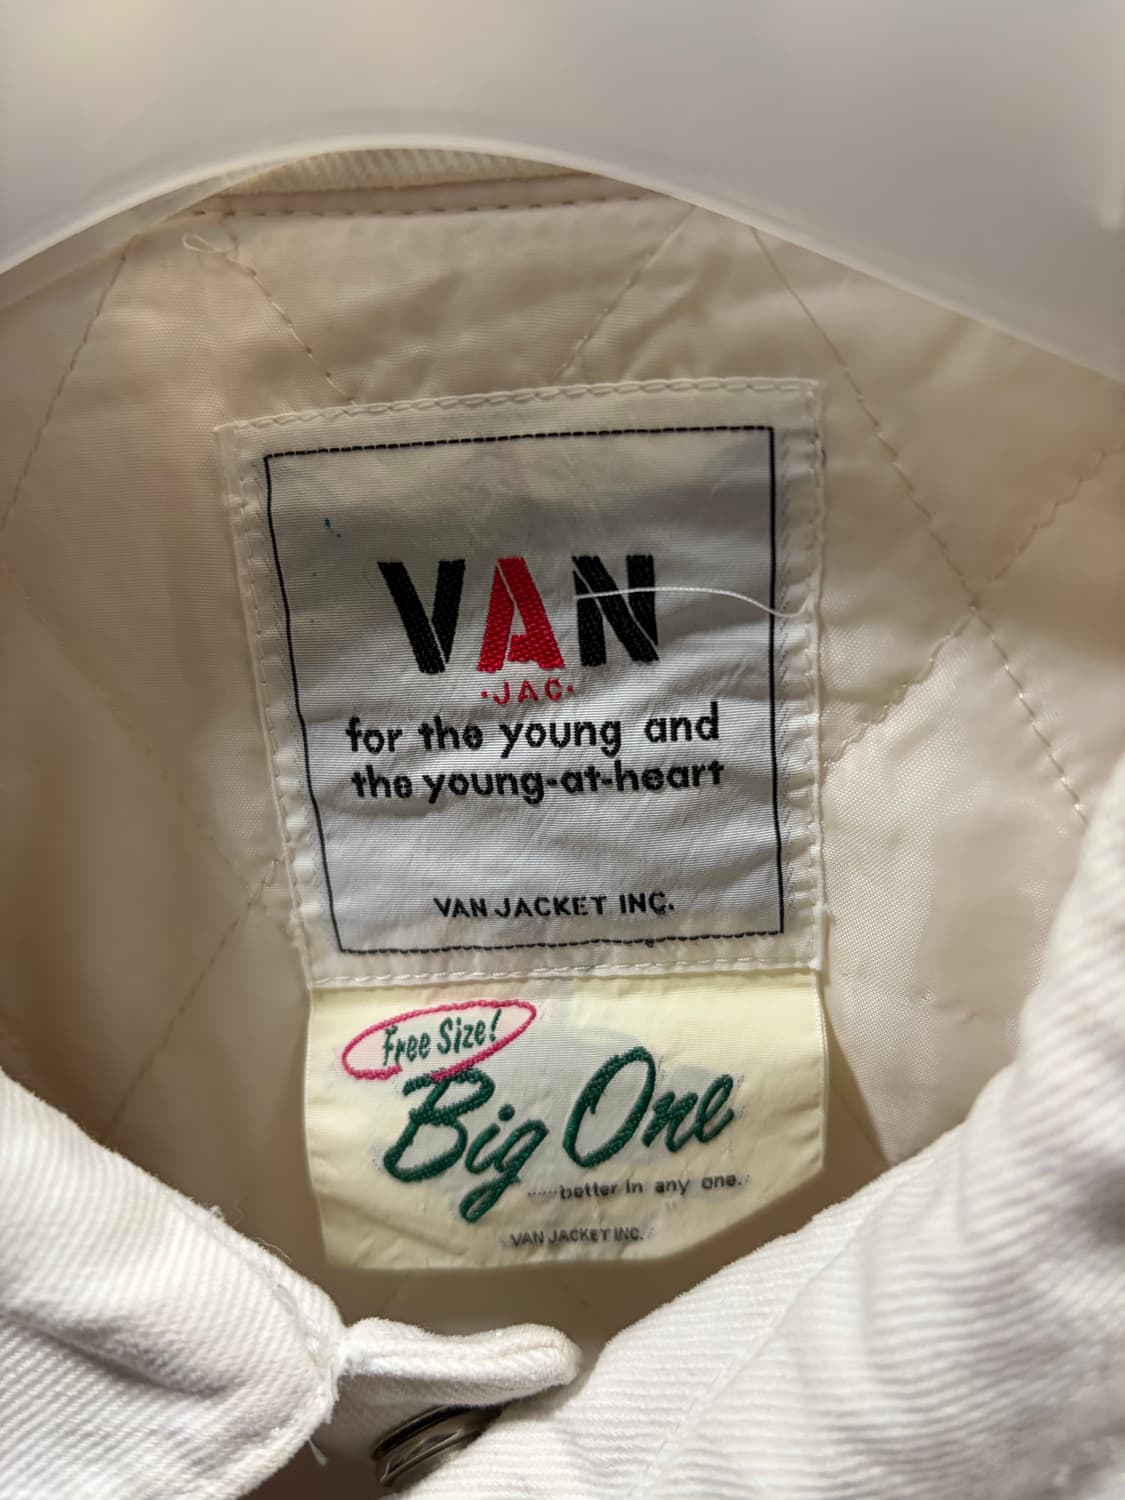 VAN
·JAC·
for the young and
the young-at-heart
VAN JACKET INC.
Free Size!
Big One
......better in any one.
VAN JACKET INC.